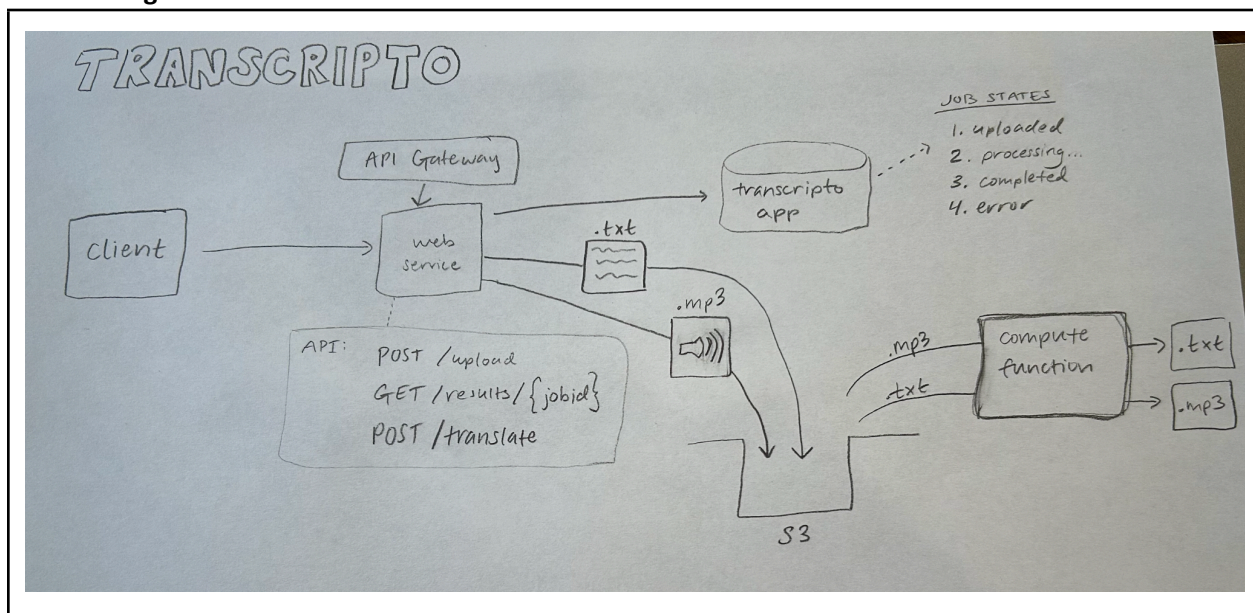 TRANSCRIPTO
JOB STATES
1. uploaded
2. processing...
3. completed
4. error
API Gateway
transcripto
app
client
web
service
.txt
.mp3
API:
POST /upload
GET /results/{jobid}
POST /translate
.mp3
.txt
compute
function
.txt
.mp3
S3